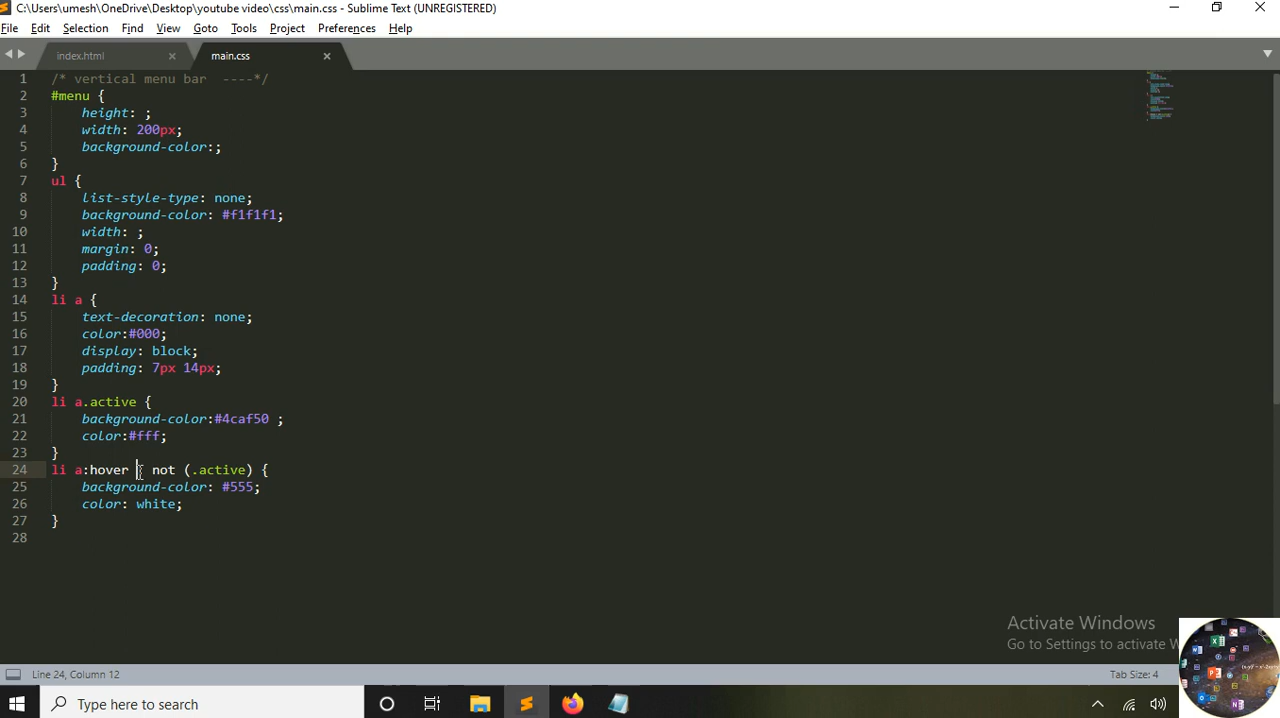 C:\Users\umesh\OneDrive\Desktop\youtube video\css\main.css - Sublime Text (UNREGISTERED)
File Edit Selection Find View Goto Tools Project Preferences Help
index.html × main.css ×
1 /* vertical menu bar ----*/
2 #menu {
3 height: ;
4 width: 200px;
5 background-color:;
6 }
7 ul {
8 list-style-type: none;
9 background-color: #f1f1f1;
10 width: ;
11 margin: 0;
12 padding: 0;
13 }
14 li a {
15 text-decoration: none;
16 color:#000;
17 display: block;
18 padding: 7px 14px;
19 }
20 li a.active {
21 background-color:#4caf50 ;
22 color:#fff;
23 }
24 li a:hover : not (.active) {
25 background-color: #555;
26 color: white;
27 }
28
Activate Windows
Go to Settings to activate W
Line 24, Column 12 Tab Size: 4
Type here to search